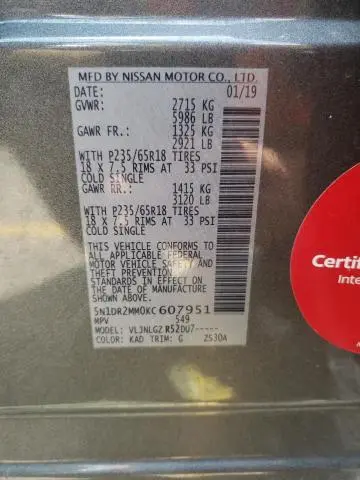 MFD BY NISSAN MOTOR CO., LTD.
DATE: 01/19
GVWR: 2715 KG
5986 LB
GAWR FR.: 1325 KG
2921 LB
WITH P235/65R18 TIRES
18 X 7.5 RIMS AT 33 PSI
COLD SINGLE
GAWR RR.: 1415 KG
3120 LB
WITH P235/65R18 TIRES
18 X 7.5 RIMS AT 33 PSI
COLD SINGLE
THIS VEHICLE CONFORMS TO
ALL APPLICABLE FEDERAL
MOTOR VEHICLE SAFETY AND
THEFT PREVENTION
STANDARDS IN EFFECT ON
THE DATE OF MANUFACTURE
SHOWN ABOVE.
5N1DR2MM0KC607951
MPV 549
MODEL: VLJNLGZ R52DU7-----
COLOR: KAD TRIM: G ZS30A
Certif
Inte